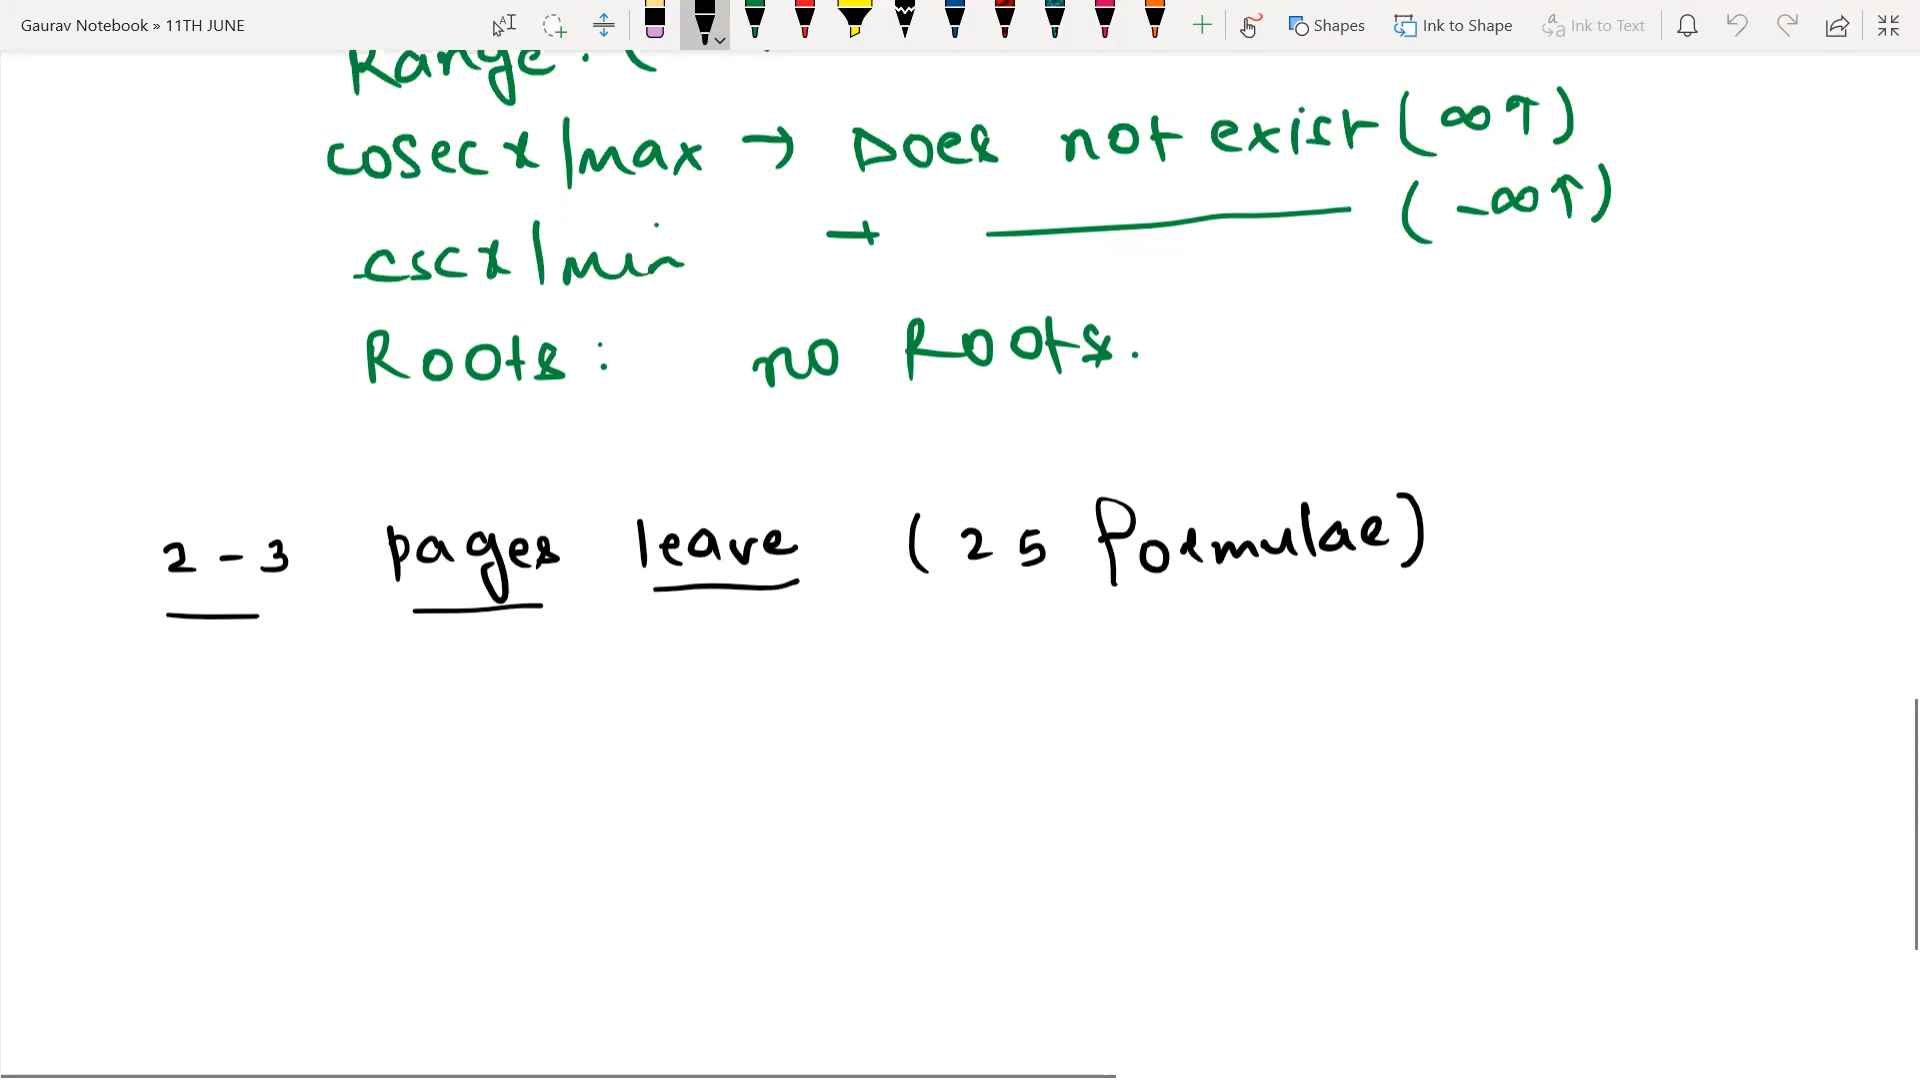 Gaurav Notebook » 11TH JUNE
Shapes
Ink to Shape
Ink to Text
Range : (
cosec x | max → Does not exist ( ∞ ↑ )
csc x | min → ———— ( -∞ ↑ )
Roots : no Roots.
2 - 3 pages leave ( 25 Formulae )